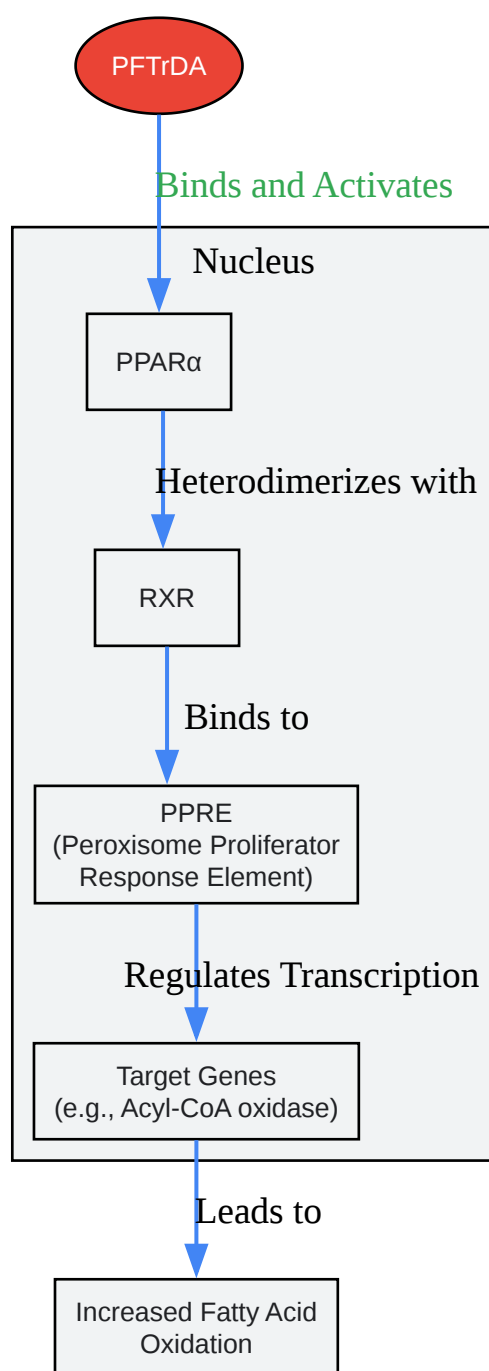 PFTrDA
Binds and Activates
Nucleus
PPARα
Heterodimerizes with
RXR
Binds to
PPRE
(Peroxisome Proliferator
Response Element)
Regulates Transcription
Target Genes
(e.g., Acyl-CoA oxidase)
Leads to
Increased Fatty Acid
Oxidation